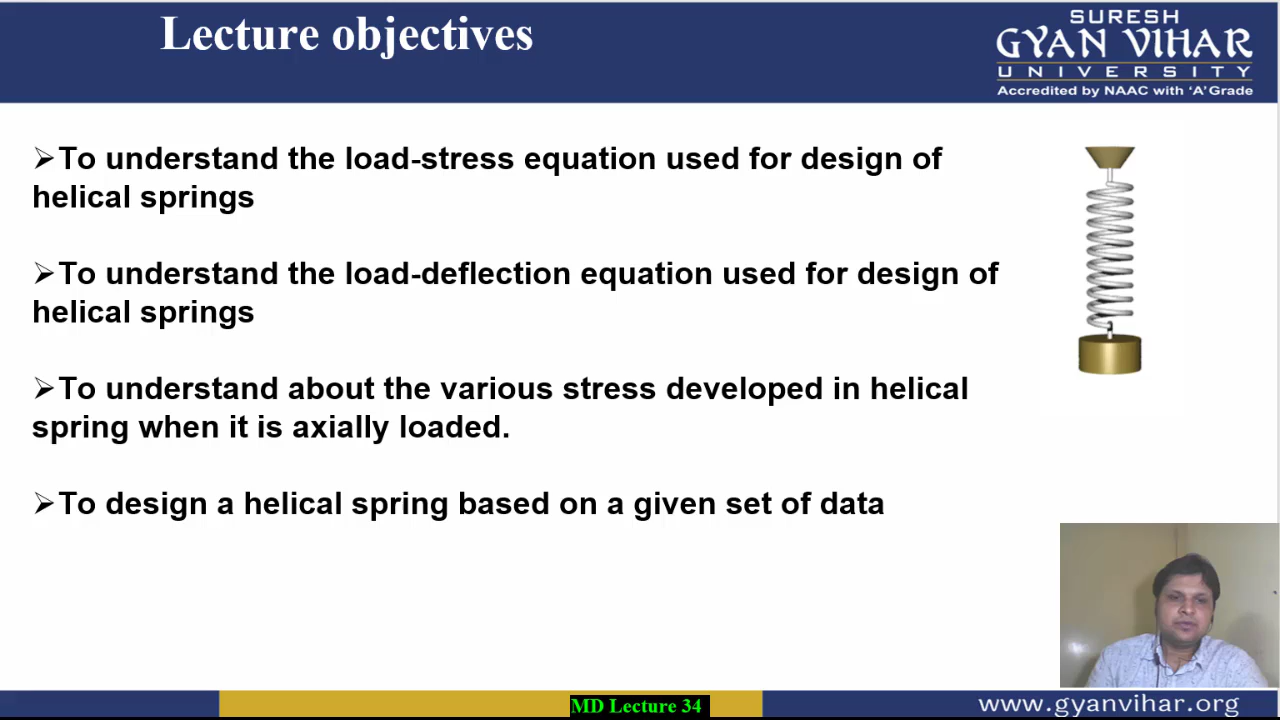 Lecture objectives
SURESH
GYAN VIHAR
UNIVERSITY
Accredited by NAAC with 'A' Grade
➢To understand the load-stress equation used for design of
helical springs
➢To understand the load-deflection equation used for design of
helical springs
➢To understand about the various stress developed in helical
spring when it is axially loaded.
➢To design a helical spring based on a given set of data
MD Lecture 34
www.gyanvihar.org